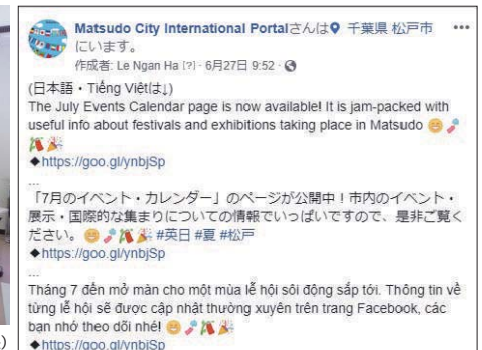 Matsudo City International Portalさんは 千葉県 松戸市
にいます。
作成者: Le Ngan Ha [?]・6月27日 9:52・
(日本語・Tiếng Việtは↓)
The July Events Calendar page is now available! It is jam-packed with
useful info about festivals and exhibitions taking place in Matsudo 😊🎐
🎋🎉
◆https://goo.gl/ynbjSp
...
「7月のイベント・カレンダー」のページが公開中！市内のイベント・
展示・国際的な集まりについての情報でいっぱいですので、是非ご覧く
ださい。😊🎐🎋🎉 #英日 #夏 #松戸
◆https://goo.gl/ynbjSp
...
Tháng 7 đến mở màn cho một mùa lễ hội sôi động sắp tới. Thông tin về
từng lễ hội sẽ được cập nhật thường xuyên trên trang Facebook, các
bạn nhớ theo dõi nhé! 😊🎐🎋🎉
◆https://goo.gl/ynbjSp
)